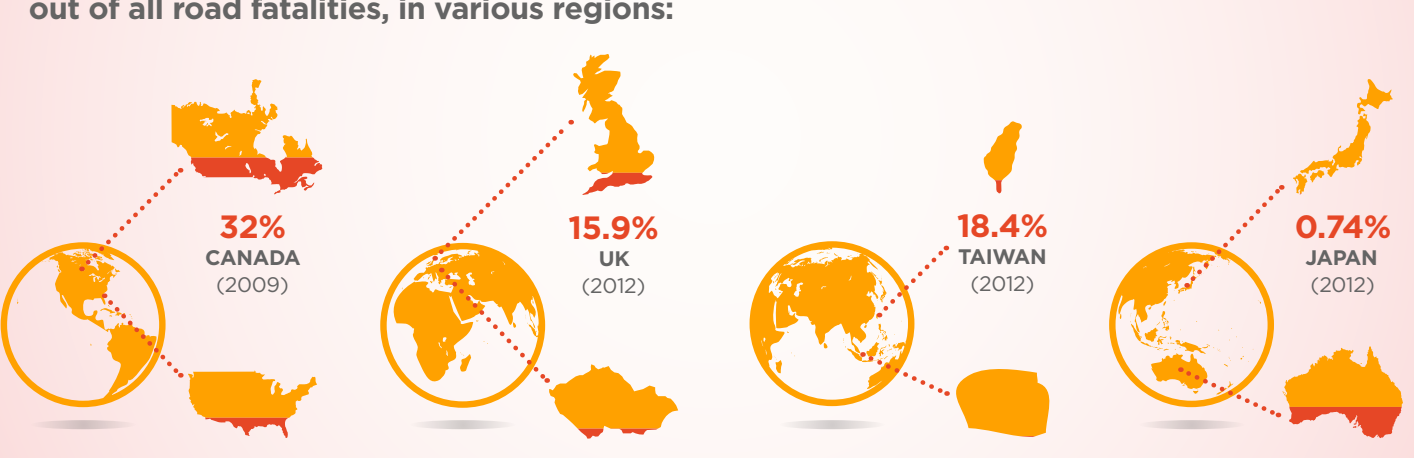 out of all road fatalities, in various regions:
32%
CANADA
(2009)
15.9%
UK
(2012)
18.4%
TAIWAN
(2012)
0.74%
JAPAN
(2012)